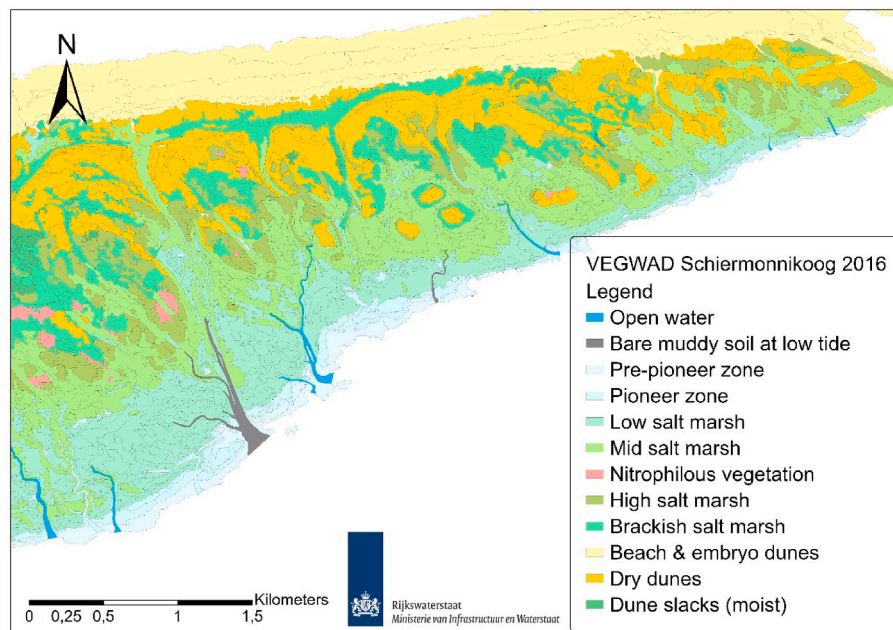 N
VEGWAD Schiermonnikoog 2016
Legend
Open water
Bare muddy soil at low tide
Pre-pioneer zone
Pioneer zone
Low salt marsh
Mid salt marsh
Nitrophilous vegetation
High salt marsh
Brackish salt marsh
Beach & embryo dunes
Dry dunes
Dune slacks (moist)
Kilometers
0 0,25 0,5 1 1,5
Rijkswaterstaat
Ministerie van Infrastructuur en Waterstaat